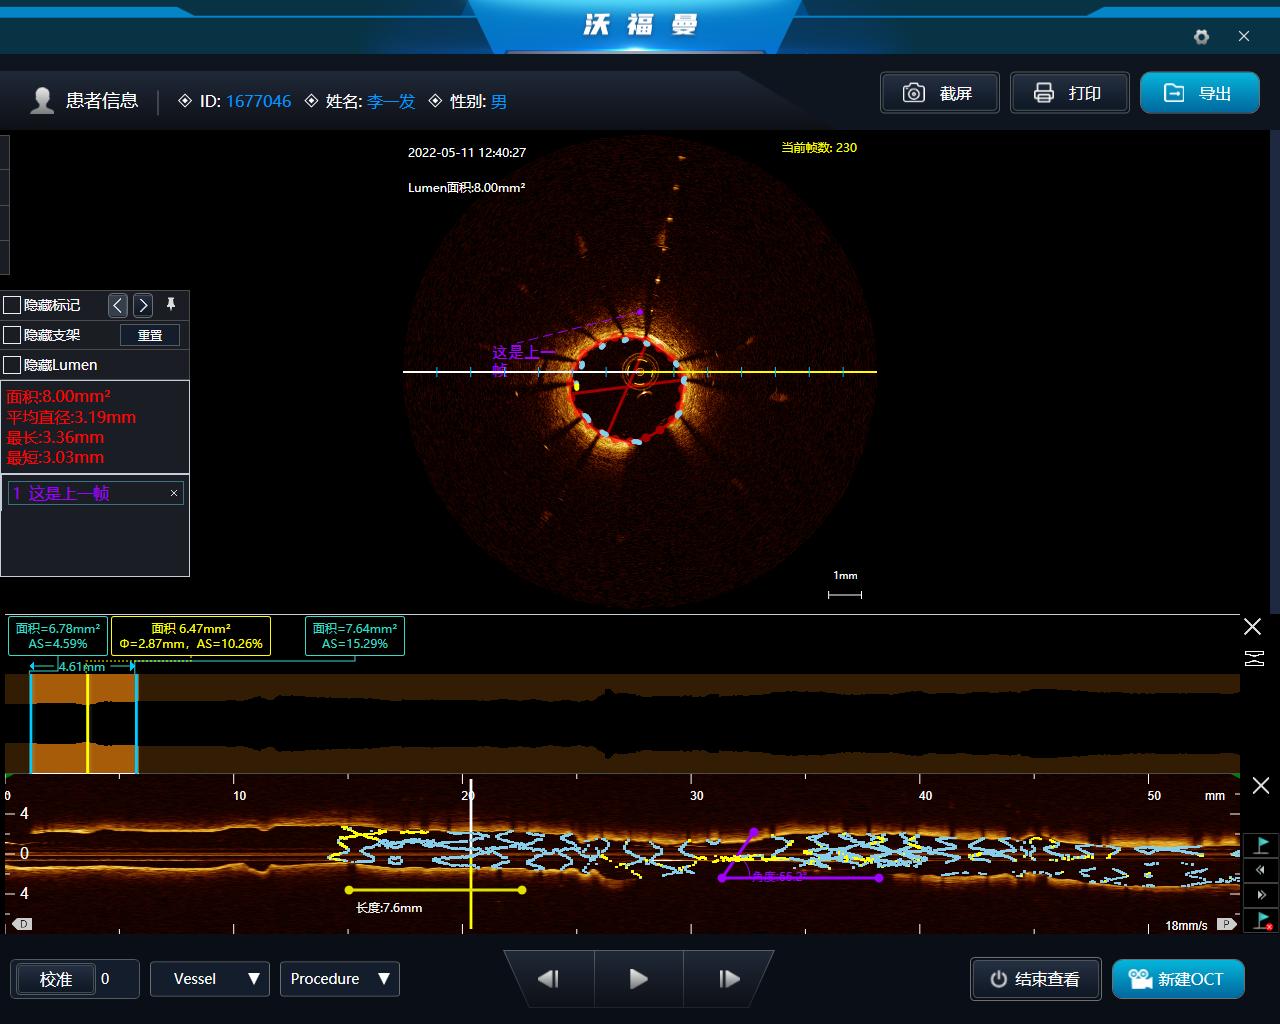 沃福曼
患者信息
ID: 1677046
姓名: 李一发
性别: 男
截屏
打印
导出
2022-05-11 12:40:27
当前帧数: 230
Lumen面积:8.00mm²
隐藏标记
隐藏支架
重置
隐藏Lumen
面积:8.00mm²
平均直径:3.19mm
最长:3.36mm
最短:3.03mm
1 这是上一帧
这是上一
帧
1mm
面积=6.78mm²
AS=4.59%
面积 6.47mm²
Φ=2.87mm, AS=10.26%
面积=7.64mm²
AS=15.29%
4.61mm
0 10 20 30 40 50 mm
4
0
4
角度:55.2°
长度:7.6mm
D
18mm/s
P
校准 0
Vessel
Procedure
结束查看
新建OCT